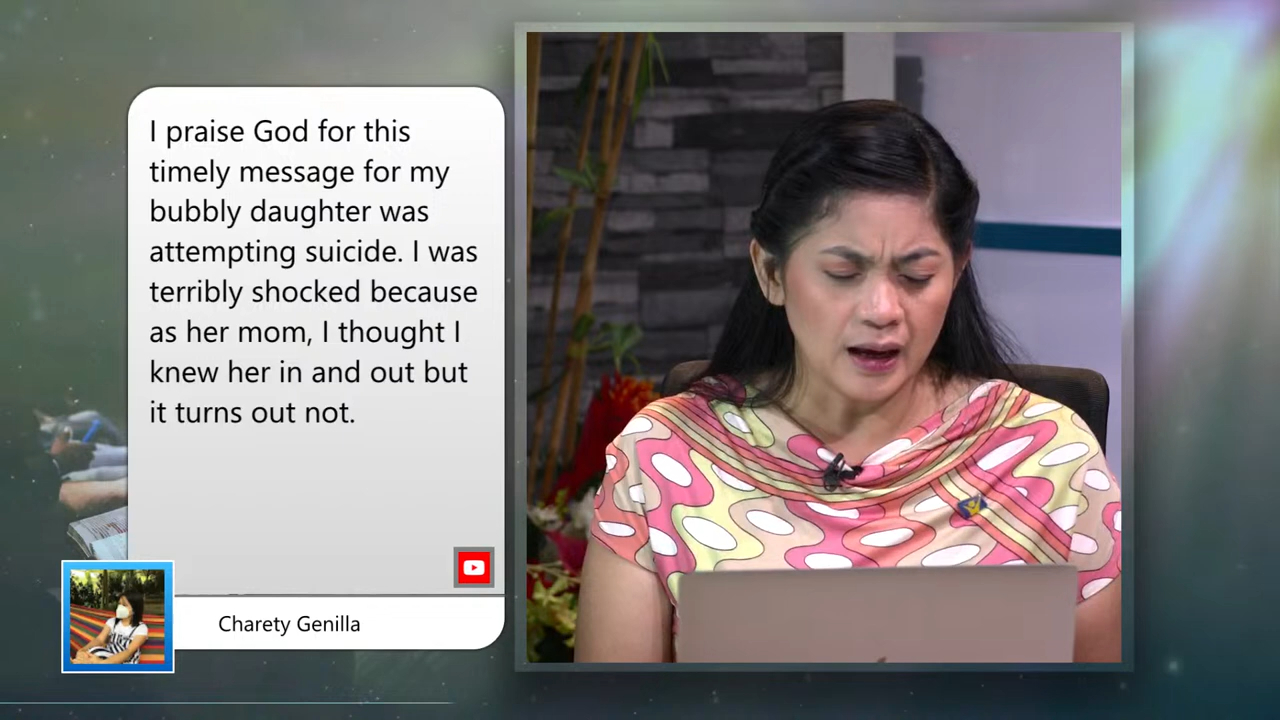 I praise God for this
timely message for my
bubbly daughter was
attempting suicide. I was
terribly shocked because
as her mom, I thought I
knew her in and out but
it turns out not.
Charety Genilla